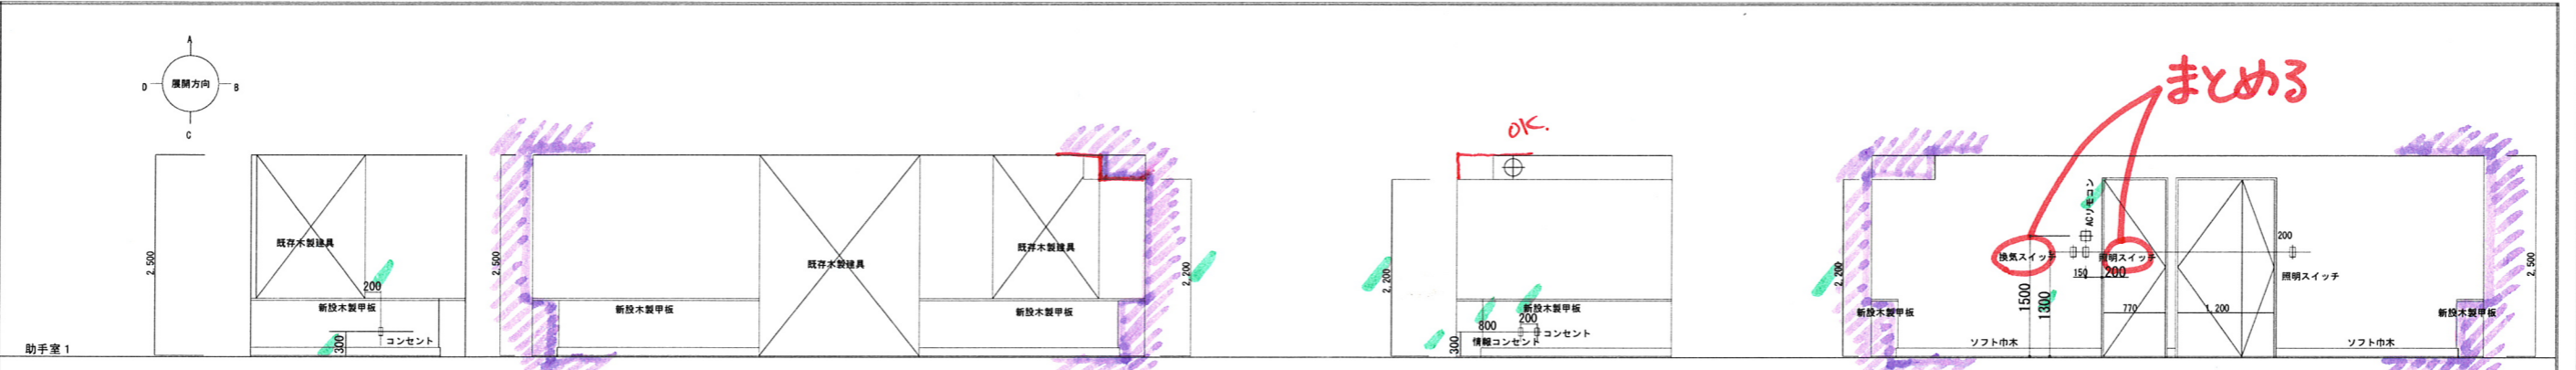 A
D 展開方向 B
C
助手室1
2,500
既存木製建具
200
新設木製甲板
300
コンセント
2,500
新設木製甲板
既存木製建具
既存木製建具
新設木製甲板
2,200
OK.
2,200
新設木製甲板
800
200
コンセント
情報コンセント
300
まとめる
2,200
新設木製甲板
ソフト巾木
換気スイッチ
ACリモコン
照明スイッチ
150
200
1500
1300
770
1,200
200
照明スイッチ
ソフト巾木
新設木製甲板
2,500